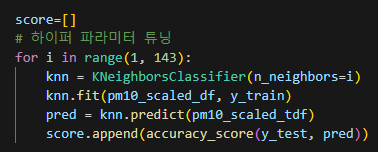 score=[]
# 하이퍼 파라미터 튜닝
for i in range(1, 143):
    knn = KNeighborsClassifier(n_neighbors=i)
    knn.fit(pm10_scaled_df, y_train)
    pred = knn.predict(pm10_scaled_tdf)
    score.append(accuracy_score(y_test, pred))